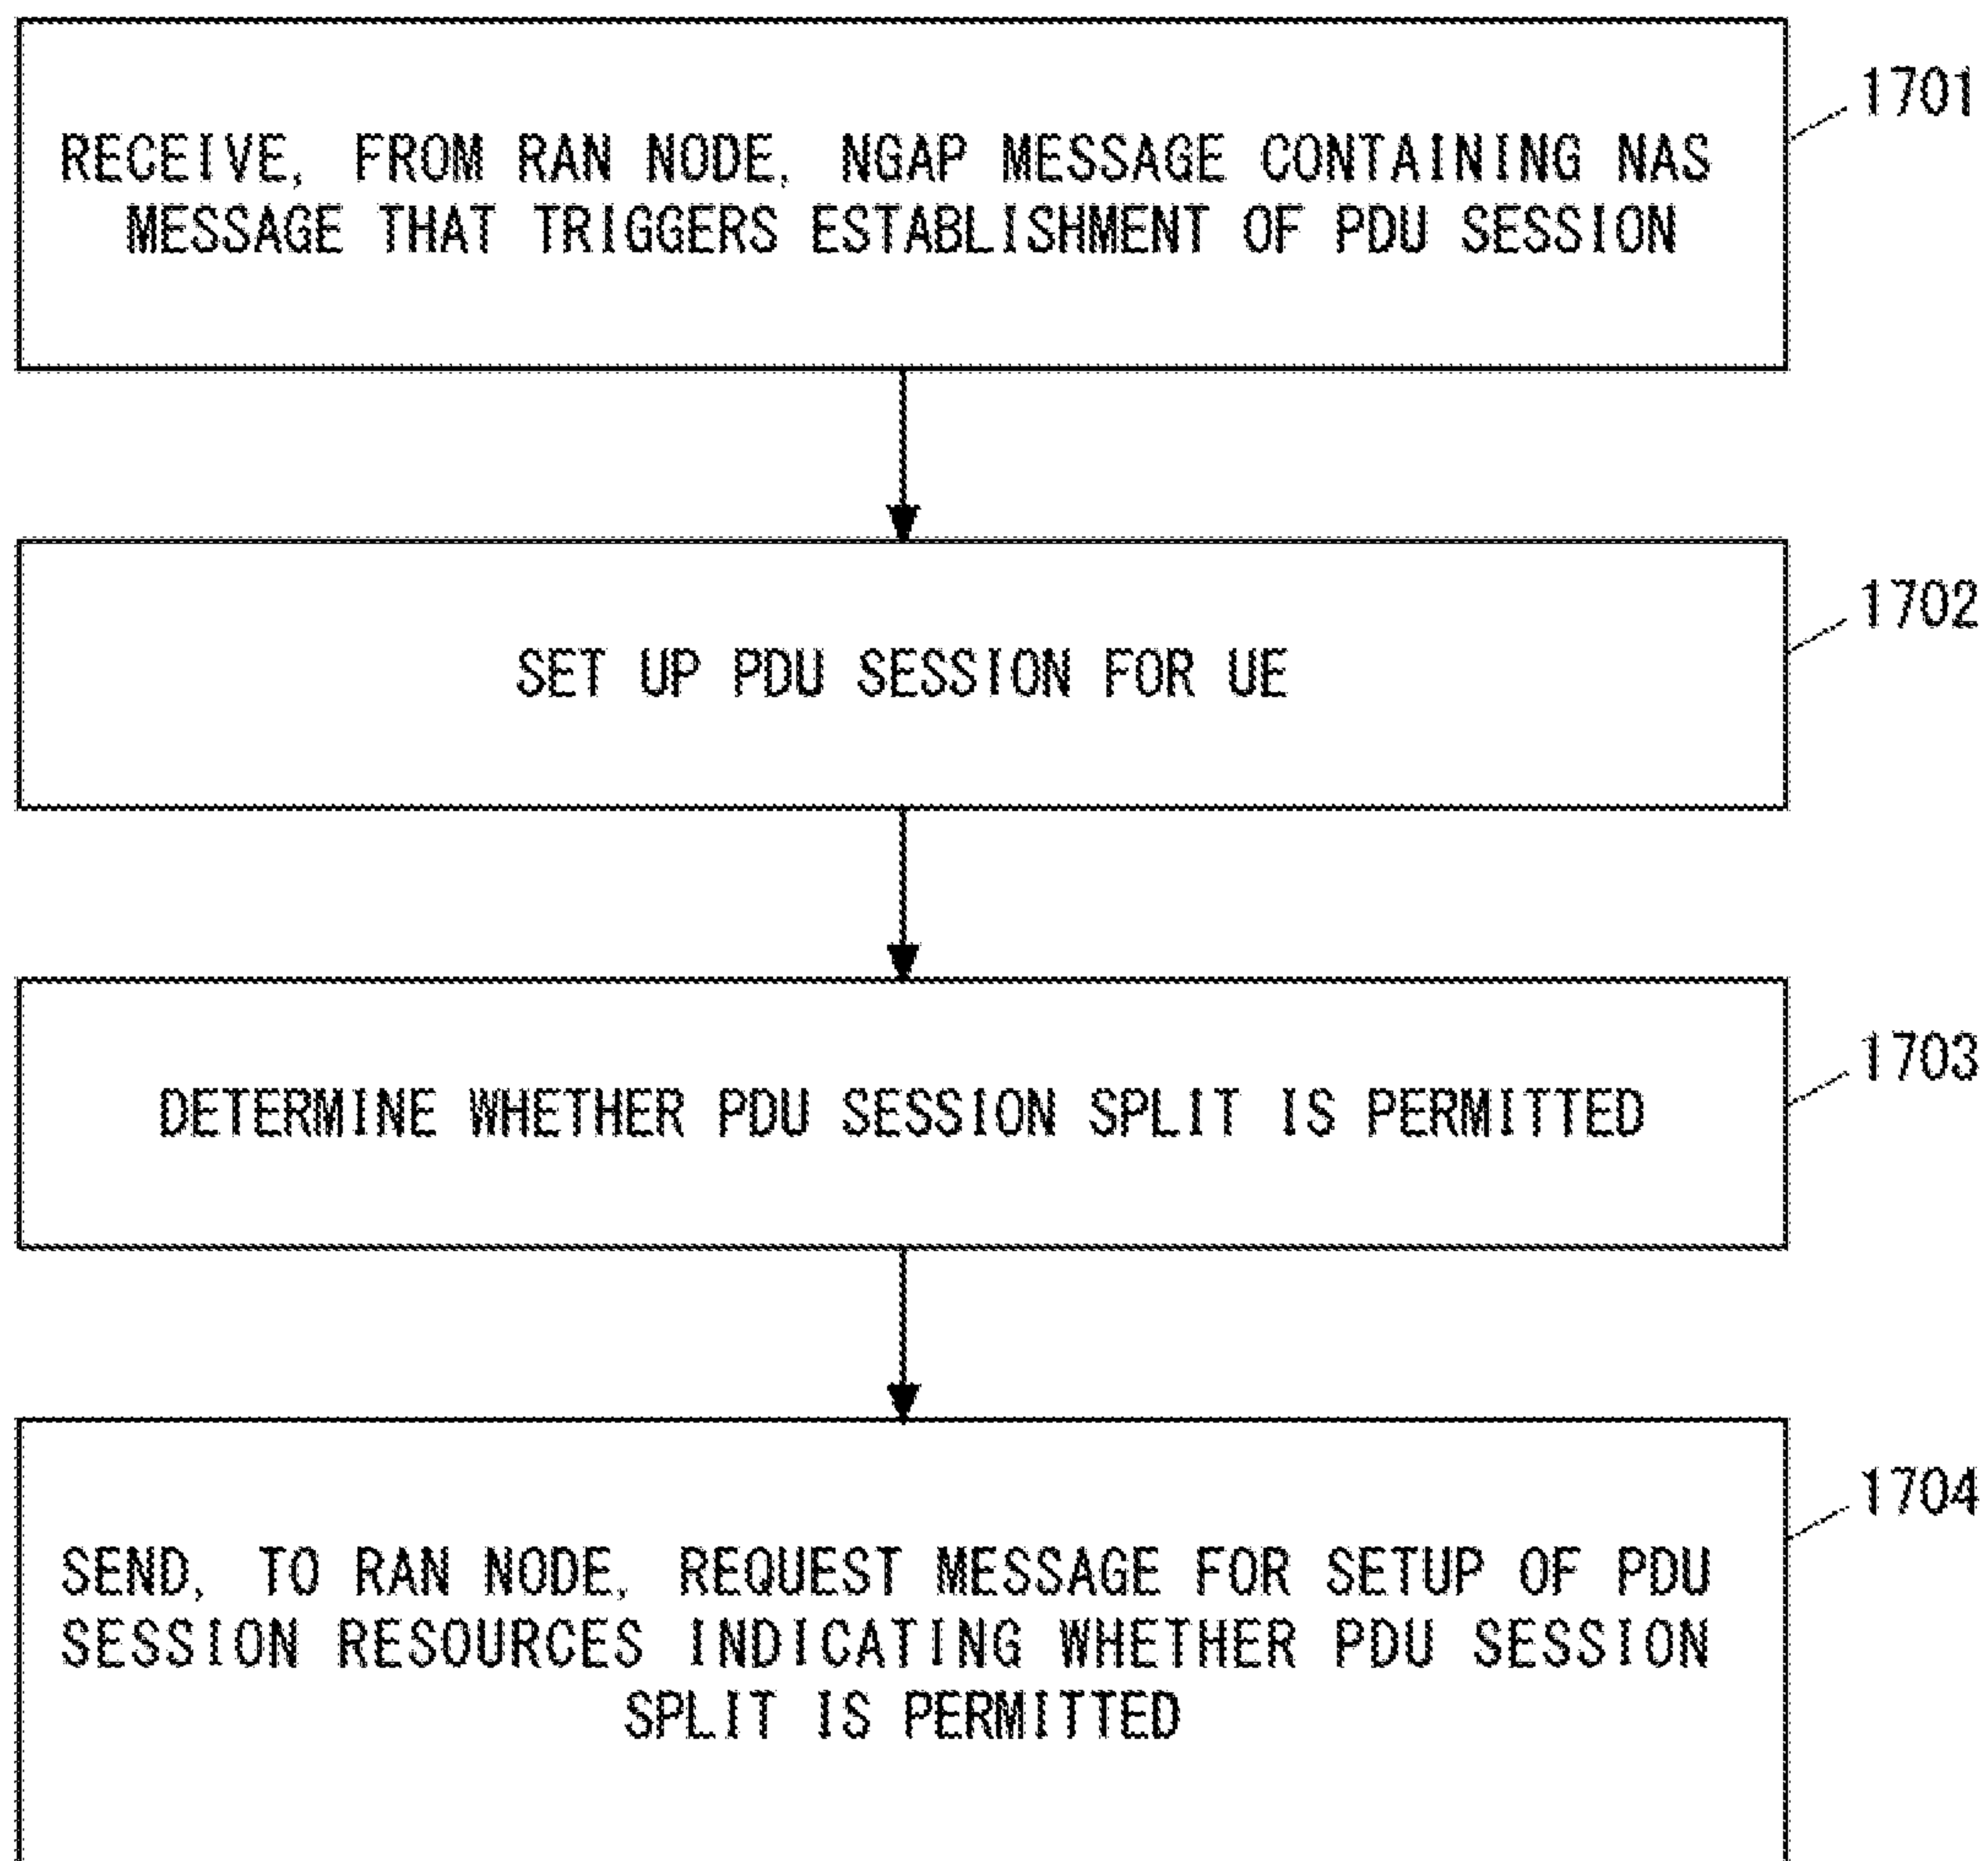 RECEIVE, FROM RAN NODE, NGAP MESSAGE CONTAINING NAS
MESSAGE THAT TRIGGERS ESTABLISHMENT OF PDU SESSION
1701
SET UP PDU SESSION FOR UE
1702
DETERMINE WHETHER PDU SESSION SPLIT IS PERMITTED
1703
SEND, TO RAN NODE, REQUEST MESSAGE FOR SETUP OF PDU
SESSION RESOURCES INDICATING WHETHER PDU SESSION
SPLIT IS PERMITTED
1704